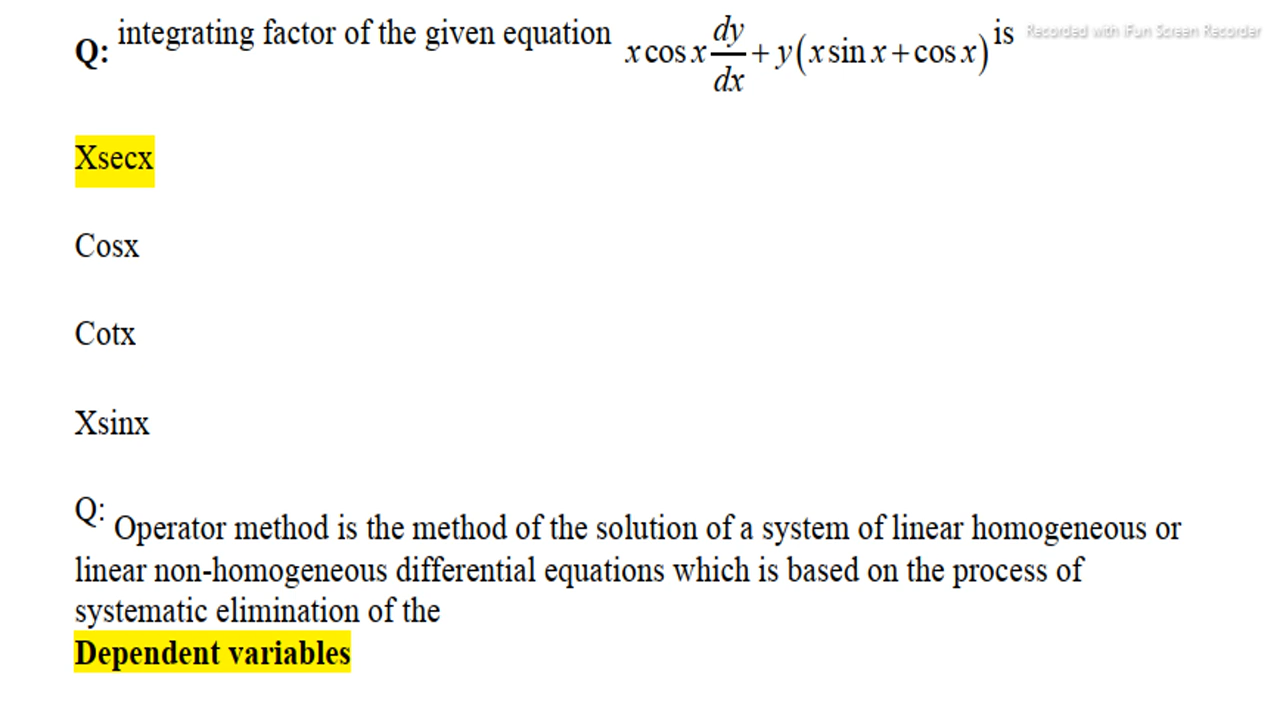 Q: integrating factor of the given equation x cos x dy/dx + y(x sin x + cos x) is
Recorded with iFun Screen Recorder
Xsecx
Cosx
Cotx
Xsinx
Q: Operator method is the method of the solution of a system of linear homogeneous or
linear non-homogeneous differential equations which is based on the process of
systematic elimination of the
Dependent variables